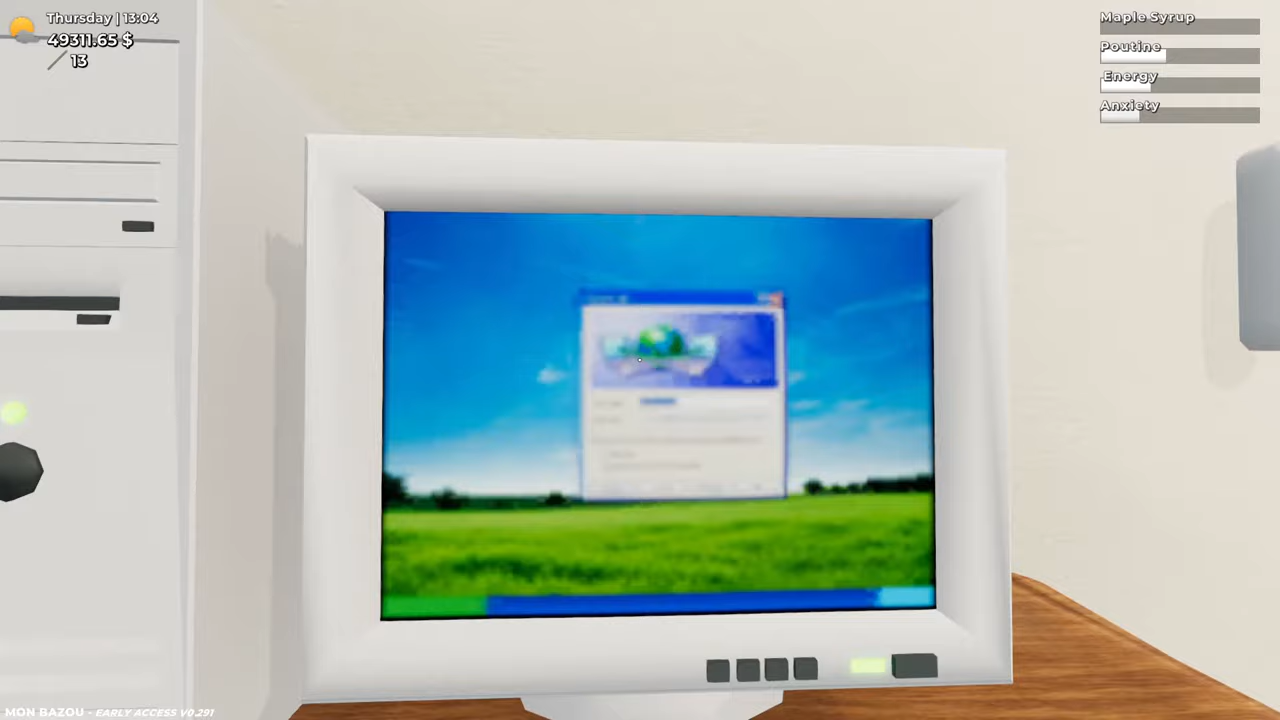 Thursday | 13:04
49311.65 $
13
Maple Syrup
Poutine
Energy
Anxiety
MON BAZOU - EARLY ACCESS V0.291